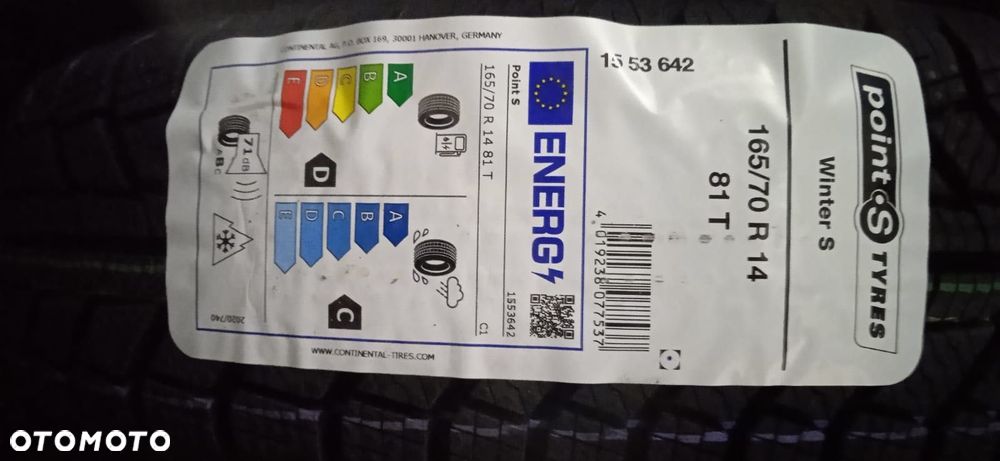 point S TYRES
Winter S
165/70 R 14
81 T
15 53 642
4 019238 077537
ENERG
Point S
1553642
165/70 R 14 81 T
C1
A
B
C
D
E
D
A
B
C
D
E
C
71 dB
ABC
2020/740
CONTINENTAL AG, P.O. BOX 169, 30001 HANOVER, GERMANY
WWW.CONTINENTAL-TIRES.COM
OTOMOTO